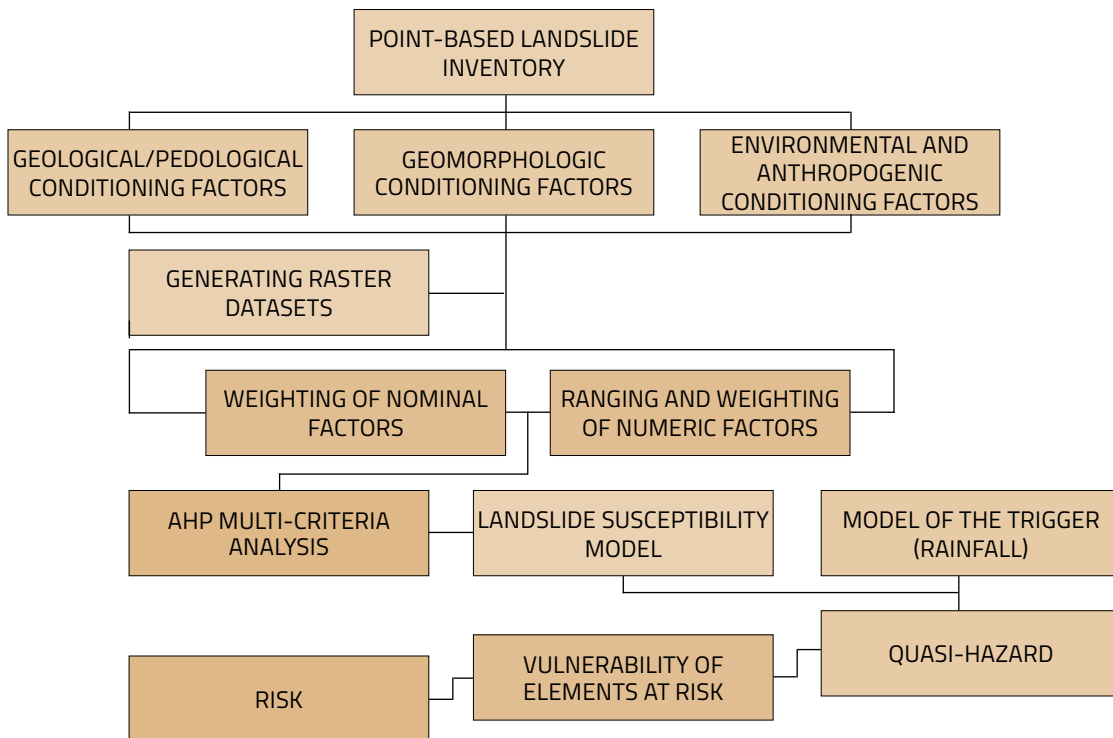 POINT-BASED LANDSLIDE
INVENTORY
GEOLOGICAL/PEDOLOGICAL
CONDITIONING FACTORS
GEOMORPHOLOGIC
CONDITIONING FACTORS
ENVIRONMENTAL AND
ANTHROPOGENIC
CONDITIONING FACTORS
GENERATING RASTER
DATASETS
WEIGHTING OF NOMINAL
FACTORS
RANGING AND WEIGHTING
OF NUMERIC FACTORS
AHP MULTI-CRITERIA
ANALYSIS
LANDSLIDE SUSCEPTIBILITY
MODEL
MODEL OF THE TRIGGER
(RAINFALL)
QUASI-HAZARD
VULNERABILITY OF
ELEMENTS AT RISK
RISK